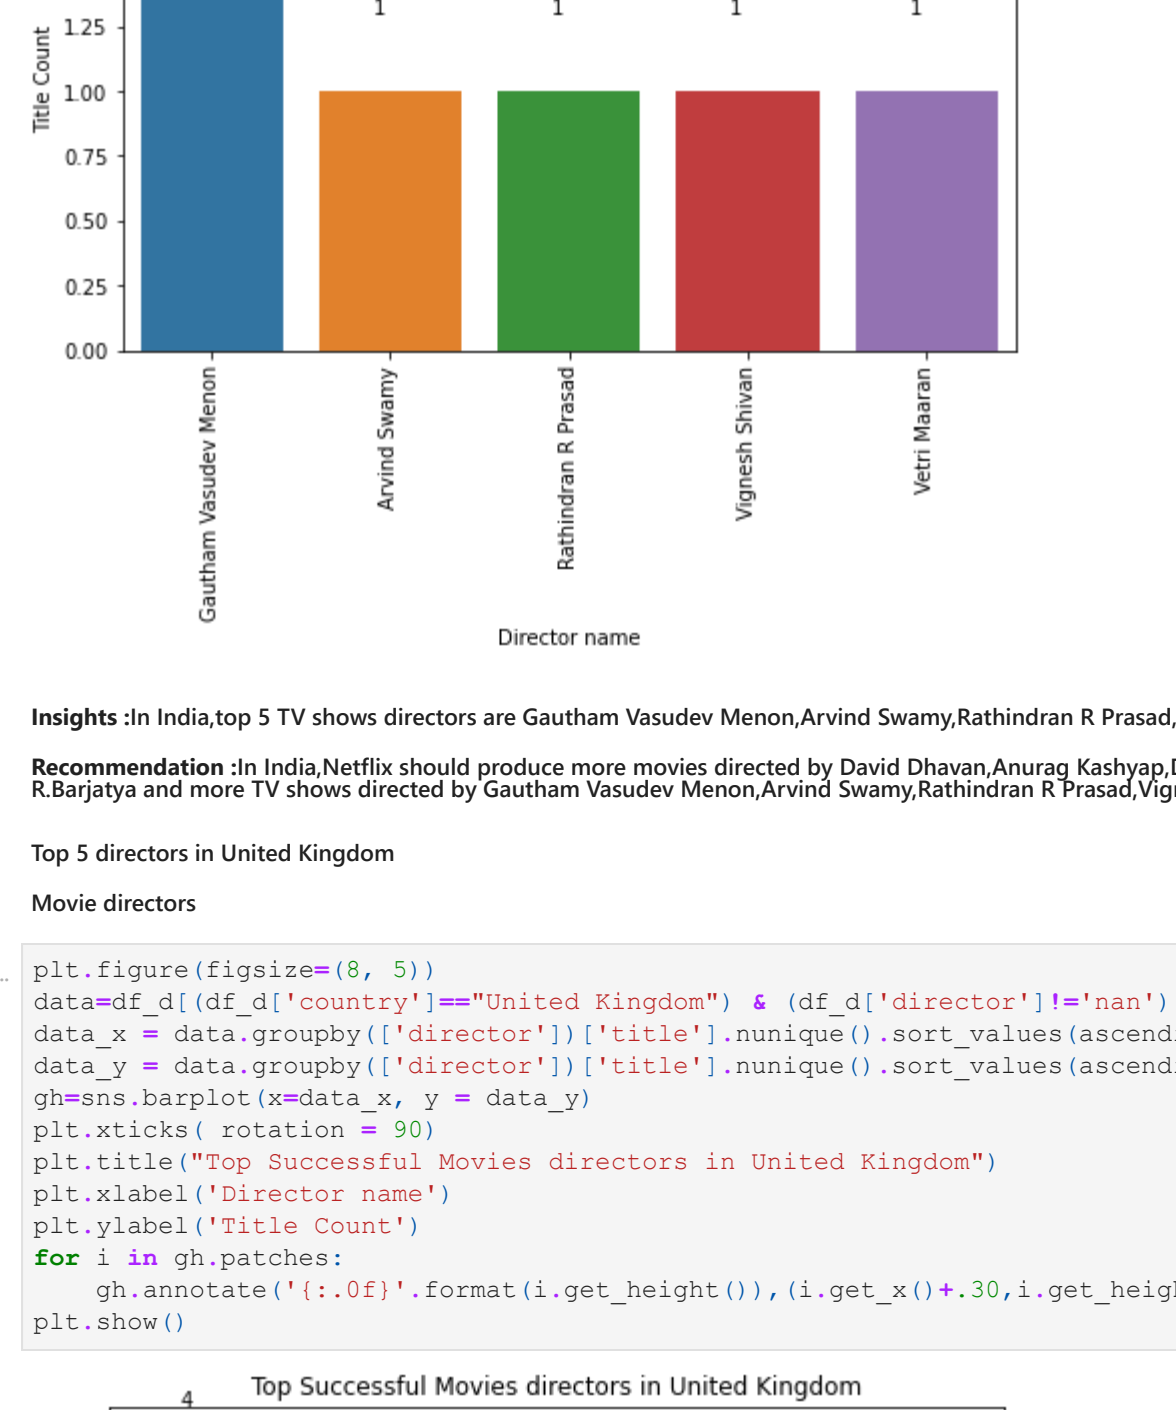 1 1 1 1
1.25
1.00
0.75
0.50
0.25
0.00
Title Count
Gautham Vasudev Menon
Arvind Swamy
Rathindran R Prasad
Vignesh Shivan
Vetri Maaran
Director name
Insights :In India,top 5 TV shows directors are Gautham Vasudev Menon,Arvind Swamy,Rathindran R Prasad,
Recommendation :In India,Netflix should produce more movies directed by David Dhavan,Anurag Kashyap,
R.Barjatya and more TV shows directed by Gautham Vasudev Menon,Arvind Swamy,Rathindran R Prasad,Vig
Top 5 directors in United Kingdom
Movie directors
plt.figure(figsize=(8, 5))
data=df_d[(df_d['country']=="United Kingdom") & (df_d['director']!='nan')
data_x = data.groupby(['director'])['title'].nunique().sort_values(ascend
data_y = data.groupby(['director'])['title'].nunique().sort_values(ascend
gh=sns.barplot(x=data_x, y = data_y)
plt.xticks( rotation = 90)
plt.title("Top Successful Movies directors in United Kingdom")
plt.xlabel('Director name')
plt.ylabel('Title Count')
for i in gh.patches:
    gh.annotate('{:.0f}'.format(i.get_height()),(i.get_x()+.30,i.get_heig
plt.show()
Top Successful Movies directors in United Kingdom
4